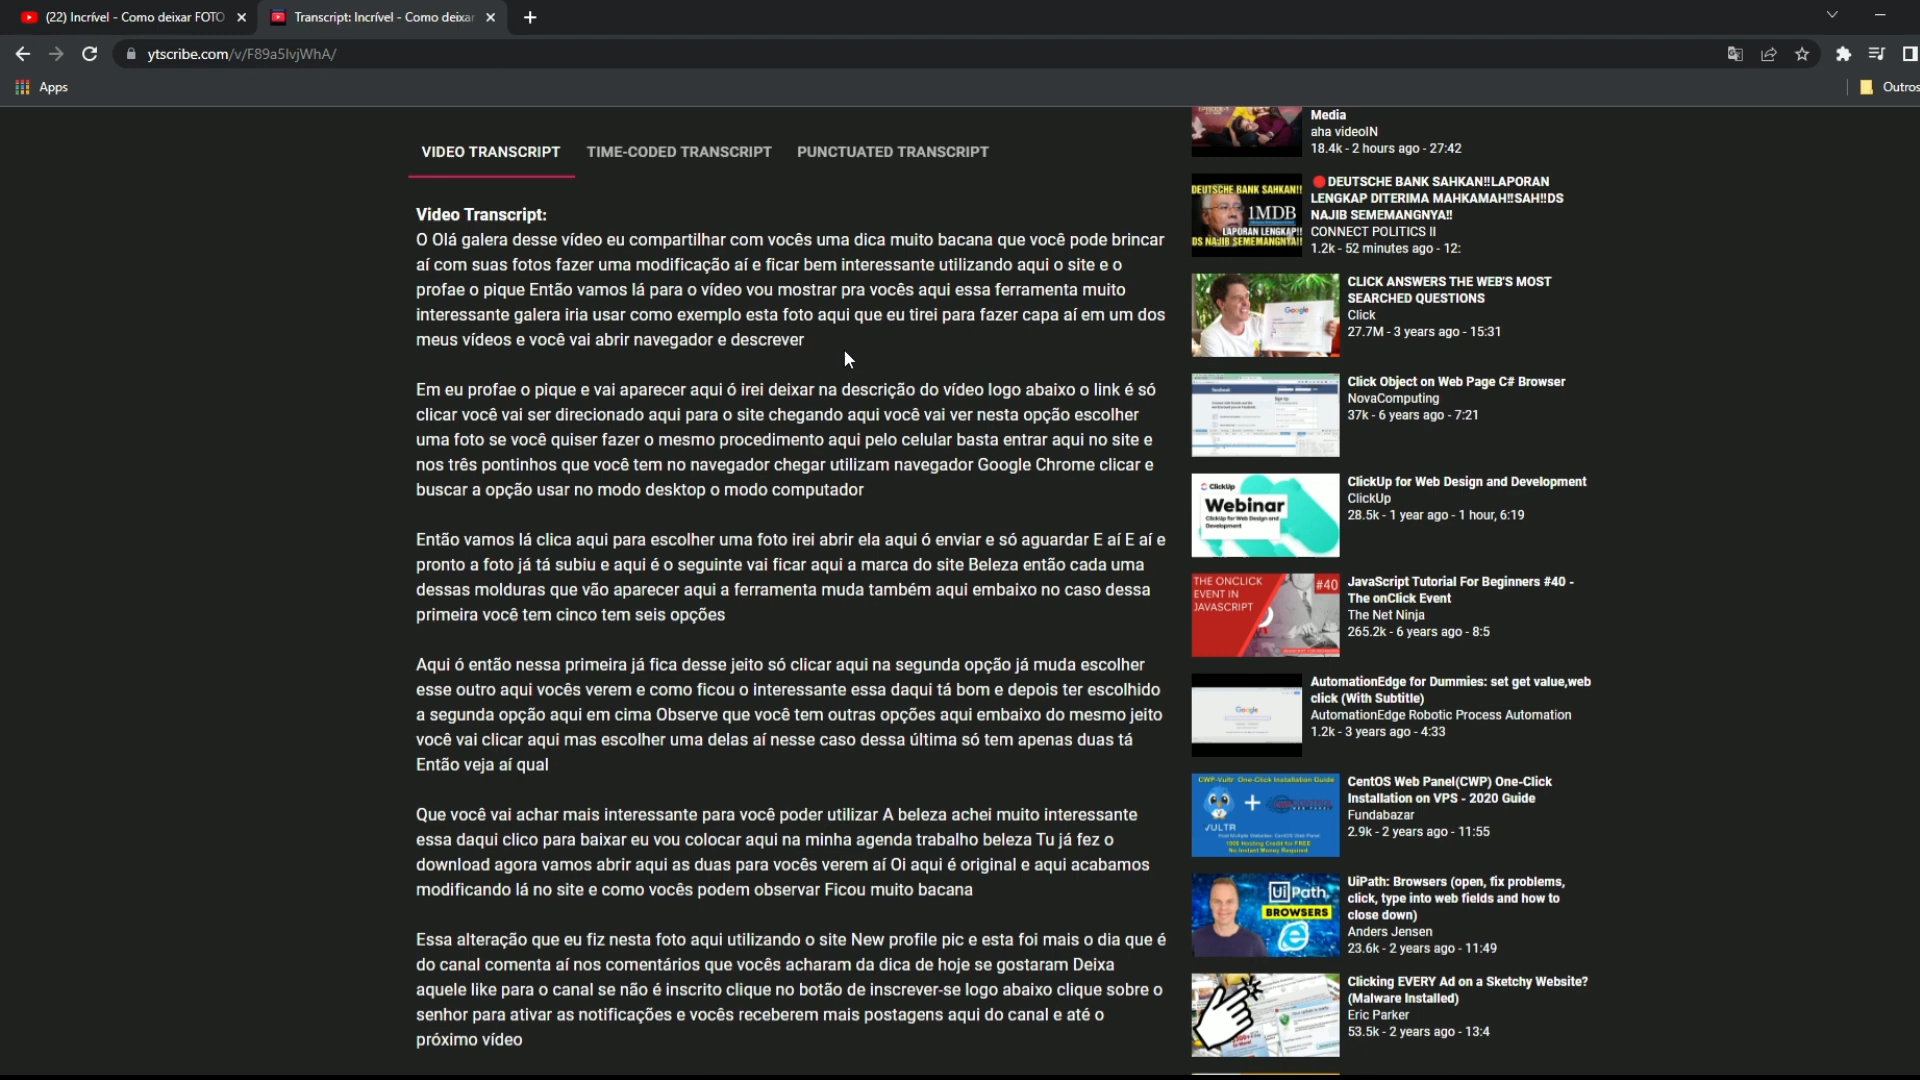 (22) Incrível - Como deixar FOTO
Transcript: Incrível - Como deixar
ytscribe.com/v/F89a5IvjWhA/
Apps
Outros
VIDEO TRANSCRIPT
TIME-CODED TRANSCRIPT
PUNCTUATED TRANSCRIPT
Video Transcript:
O Olá galera desse vídeo eu compartilhar com vocês uma dica muito bacana que você pode brincar
aí com suas fotos fazer uma modificação aí e ficar bem interessante utilizando aqui o site e o
profae o pique Então vamos lá para o vídeo vou mostrar pra vocês aqui essa ferramenta muito
interessante galera iria usar como exemplo esta foto aqui que eu tirei para fazer capa aí em um dos
meus vídeos e você vai abrir navegador e descrever
Em eu profae o pique e vai aparecer aqui ó irei deixar na descrição do vídeo logo abaixo o link é só
clicar você vai ser direcionado aqui para o site chegando aqui você vai ver nesta opção escolher
uma foto se você quiser fazer o mesmo procedimento aqui pelo celular basta entrar aqui no site e
nos três pontinhos que você tem no navegador chegar utilizam navegador Google Chrome clicar e
buscar a opção usar no modo desktop o modo computador
Então vamos lá clica aqui para escolher uma foto irei abrir ela aqui ó enviar e só aguardar E aí E aí e
pronto a foto já tá subiu e aqui é o seguinte vai ficar aqui a marca do site Beleza então cada uma
dessas molduras que vão aparecer aqui a ferramenta muda também aqui embaixo no caso dessa
primeira você tem cinco tem seis opções
Aqui ó então nessa primeira já fica desse jeito só clicar aqui na segunda opção já muda escolher
esse outro aqui vocês verem e como ficou o interessante essa daqui tá bom e depois ter escolhido
a segunda opção aqui em cima Observe que você tem outras opções aqui embaixo do mesmo jeito
você vai clicar aqui mas escolher uma delas aí nesse caso dessa última só tem apenas duas tá
Então veja aí qual
Que você vai achar mais interessante para você poder utilizar A beleza achei muito interessante
essa daqui clico para baixar eu vou colocar aqui na minha agenda trabalho beleza Tu já fez o
download agora vamos abrir aqui as duas para vocês verem aí Oi aqui é original e aqui acabamos
modificando lá no site e como vocês podem observar Ficou muito bacana
Essa alteração que eu fiz nesta foto aqui utilizando o site New profile pic e esta foi mais o dia que é
do canal comenta aí nos comentários que vocês acharam da dica de hoje se gostaram Deixa
aquele like para o canal se não é inscrito clique no botão de inscrever-se logo abaixo clique sobre o
senhor para ativar as notificações e vocês receberem mais postagens aqui do canal e até o
próximo vídeo
Media
aha videoIN
18.4k - 2 hours ago - 27:42
DEUTSCHE BANK SAHKAN!!
1MDB
LAPORAN LENGKAP!!
DS NAJIB SEMEMANGNYA!!
DEUTSCHE BANK SAHKAN‼LAPORAN
LENGKAP DITERIMA MAHKAMAH‼SAH‼DS
NAJIB SEMEMANGNYA‼
CONNECT POLITICS II
1.2k - 52 minutes ago - 12:
Google
CLICK ANSWERS THE WEB'S MOST
SEARCHED QUESTIONS
Click
27.7M - 3 years ago - 15:31
Click Object on Web Page C# Browser
NovaComputing
37k - 6 years ago - 7:21
ClickUp
Webinar
ClickUp for Web Design and
Development
ClickUp for Web Design and Development
ClickUp
28.5k - 1 year ago - 1 hour, 6:19
THE ONCLICK
EVENT IN
JAVASCRIPT
#40
JavaScript Tutorial For Beginners #40 -
The onClick Event
The Net Ninja
265.2k - 6 years ago - 8:5
Google
AutomationEdge for Dummies: set get value,web
click (With Subtitle)
AutomationEdge Robotic Process Automation
1.2k - 3 years ago - 4:33
CWP-Vultr One-Click Installation Guide
VULTR
CentOS Web Panel(CWP) One-Click
Installation on VPS - 2020 Guide
Fundabazar
2.9k - 2 years ago - 11:55
UiPath
BROWSERS
UiPath: Browsers (open, fix problems,
click, type into web fields and how to
close down)
Anders Jensen
23.6k - 2 years ago - 11:49
Clicking EVERY Ad on a Sketchy Website?
(Malware Installed)
Eric Parker
53.5k - 2 years ago - 13:4